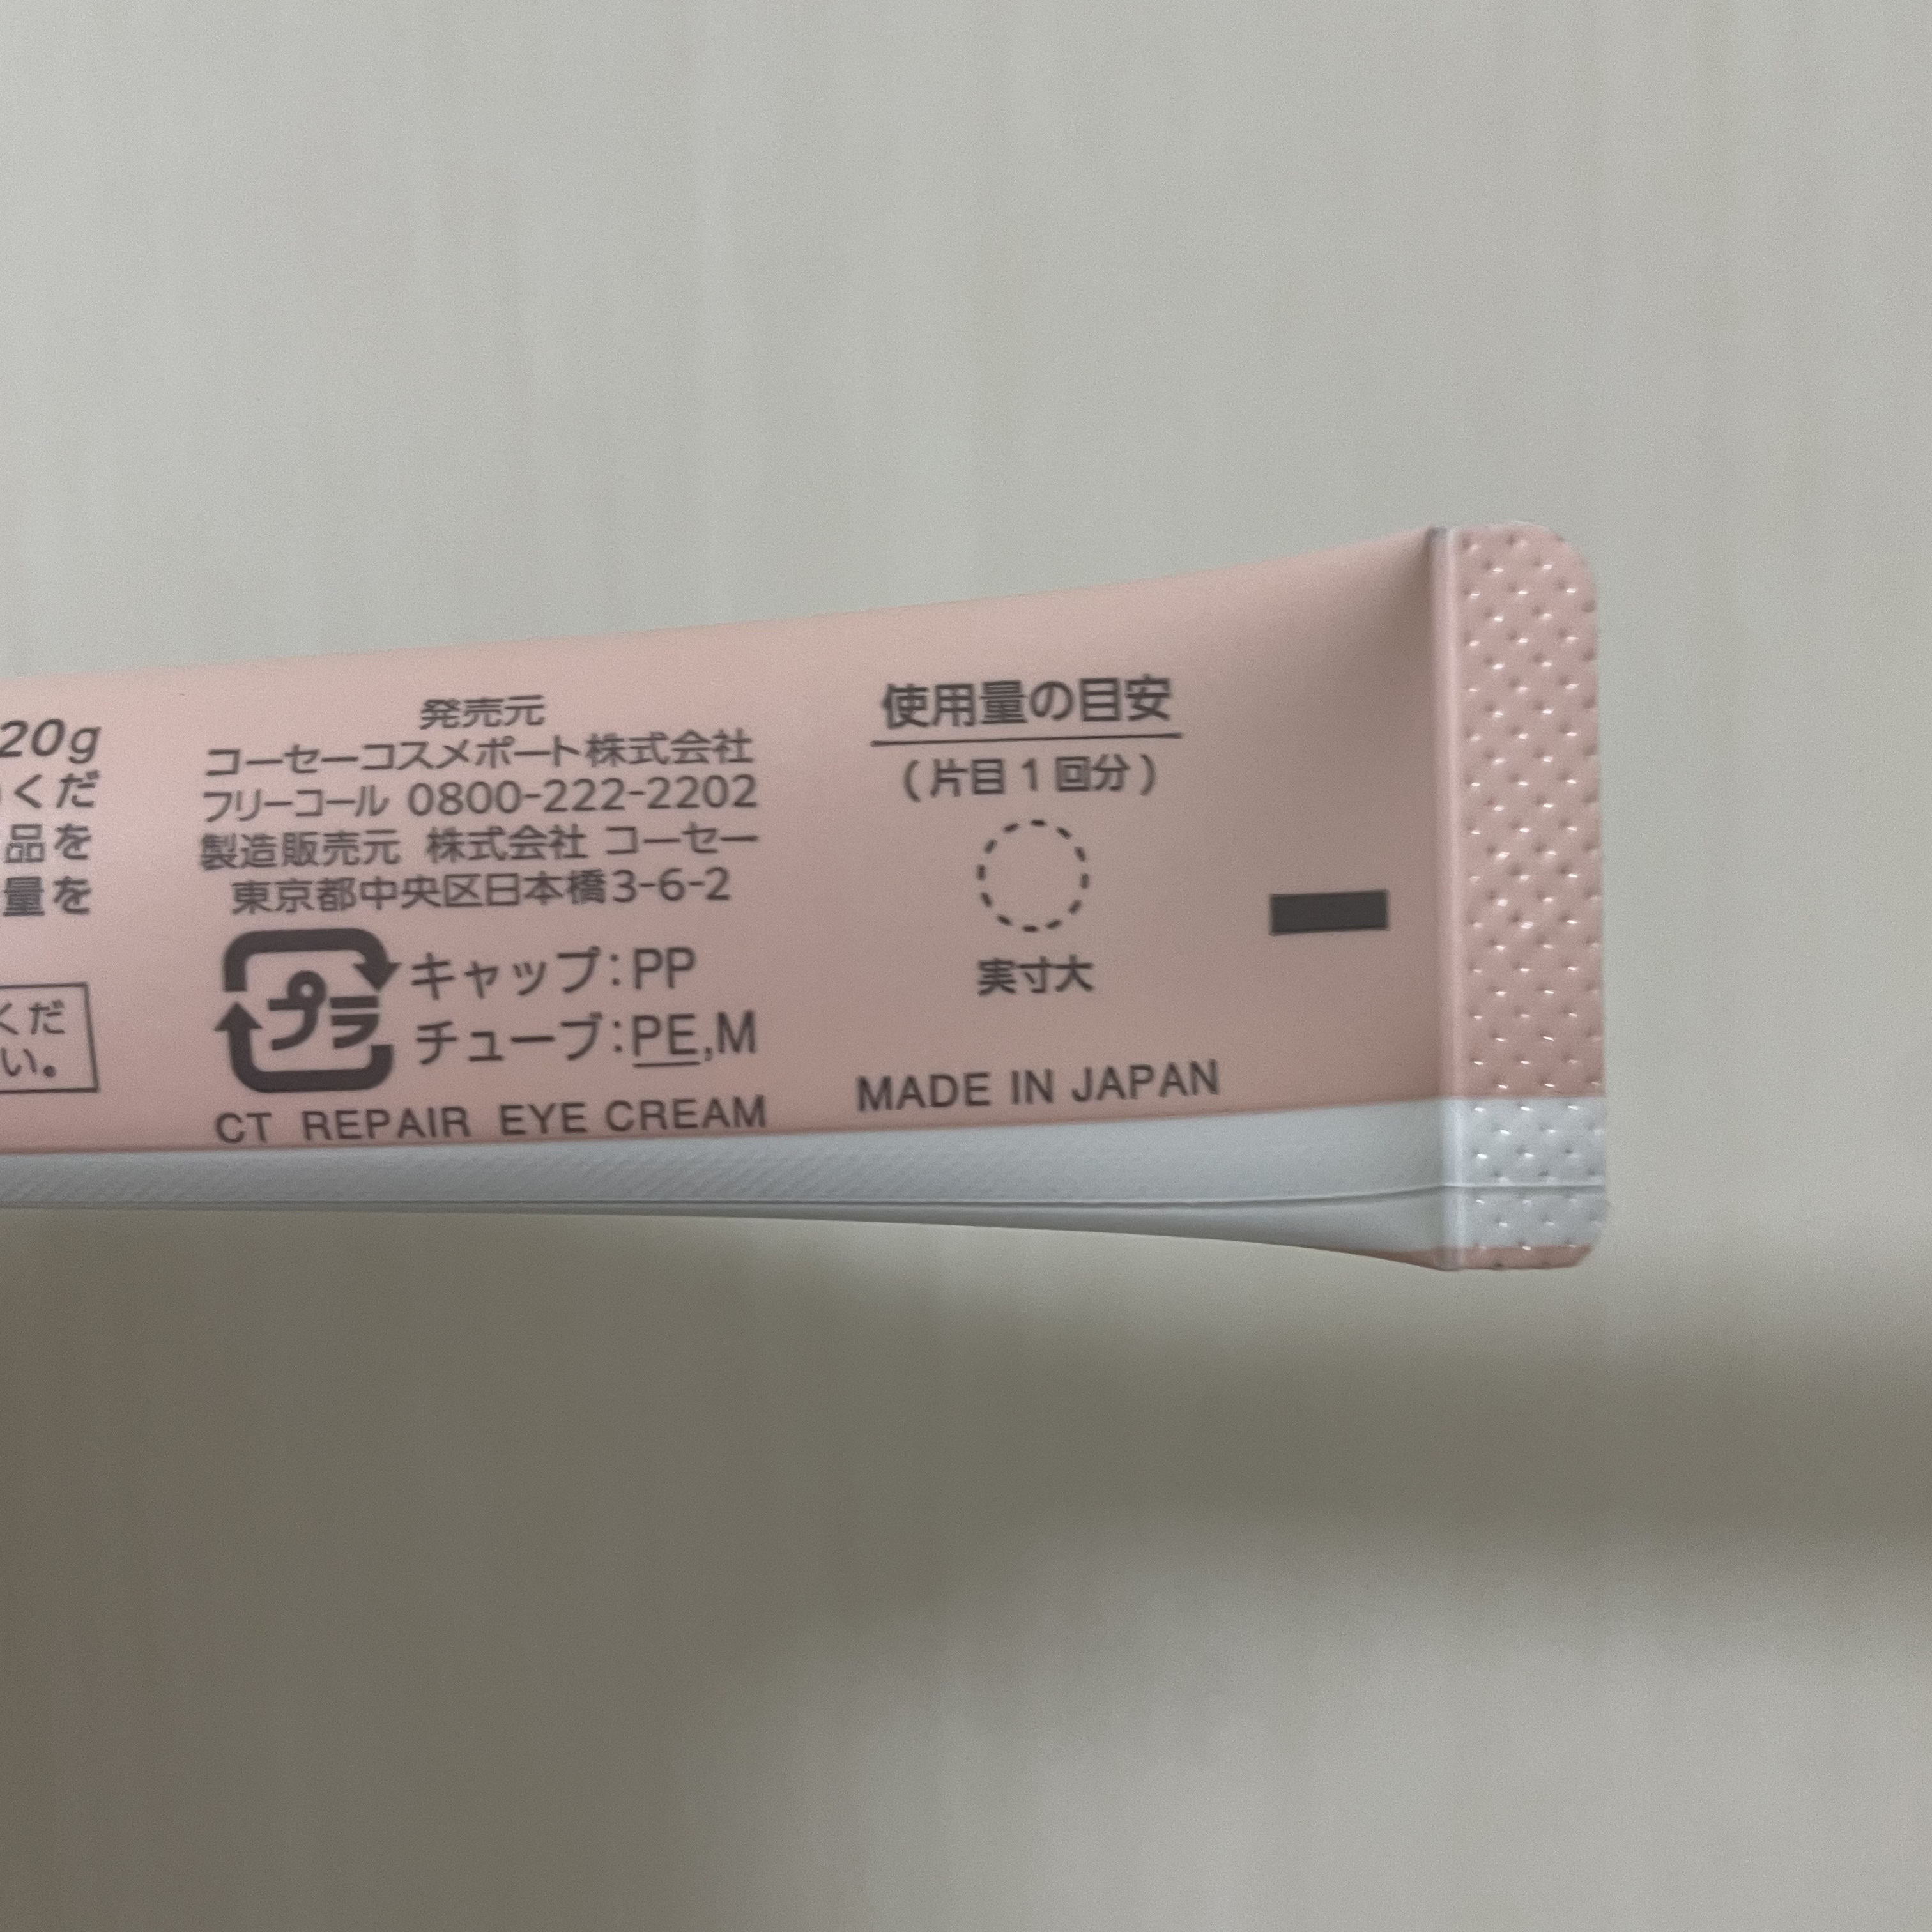 20g
くだ
品を
量を
くだ
い。
発売元
コーセーコスメポート株式会社
フリーコール 0800-222-2202
製造販売元 株式会社 コーセー
東京都中央区日本橋3-6-2
プラ
キャップ:PP
チューブ:PE,M
CT REPAIR EYE CREAM
使用量の目安
(片目1回分)
実寸大
MADE IN JAPAN